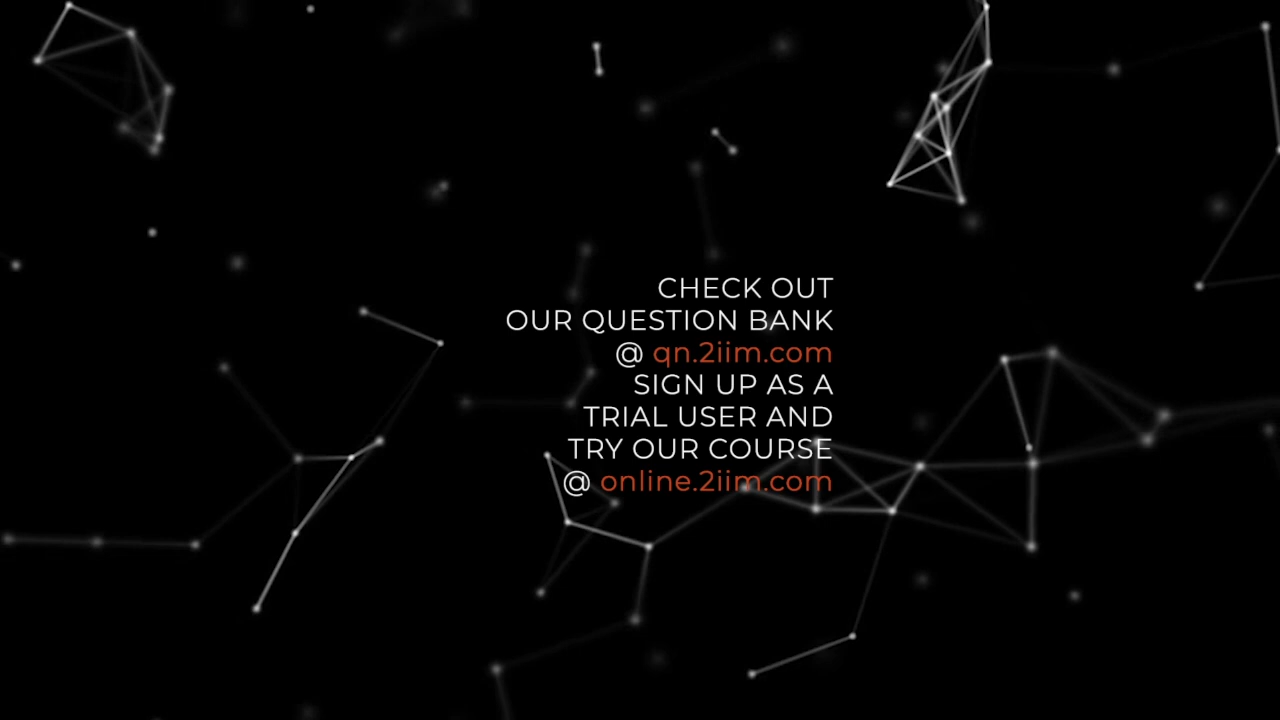 CHECK OUT
OUR QUESTION BANK
@ qn.2iim.com
SIGN UP AS A
TRIAL USER AND
TRY OUR COURSE
@ online.2iim.com